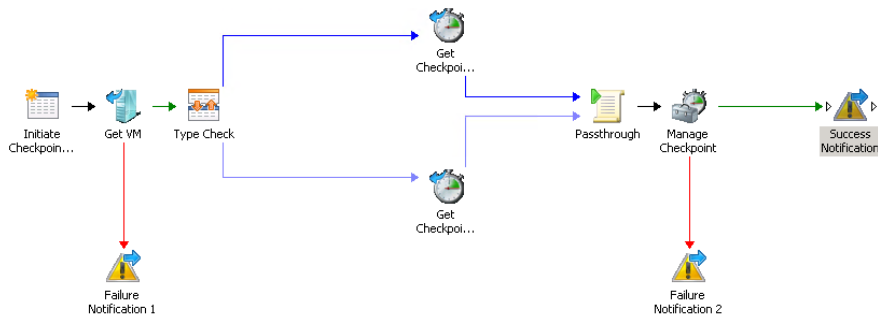 Get
Checkpoi...
Initiate
Checkpoin...
Get VM
Type Check
Passthrough
Manage
Checkpoint
Success
Notification
Get
Checkpoi...
Failure
Notification 1
Failure
Notification 2